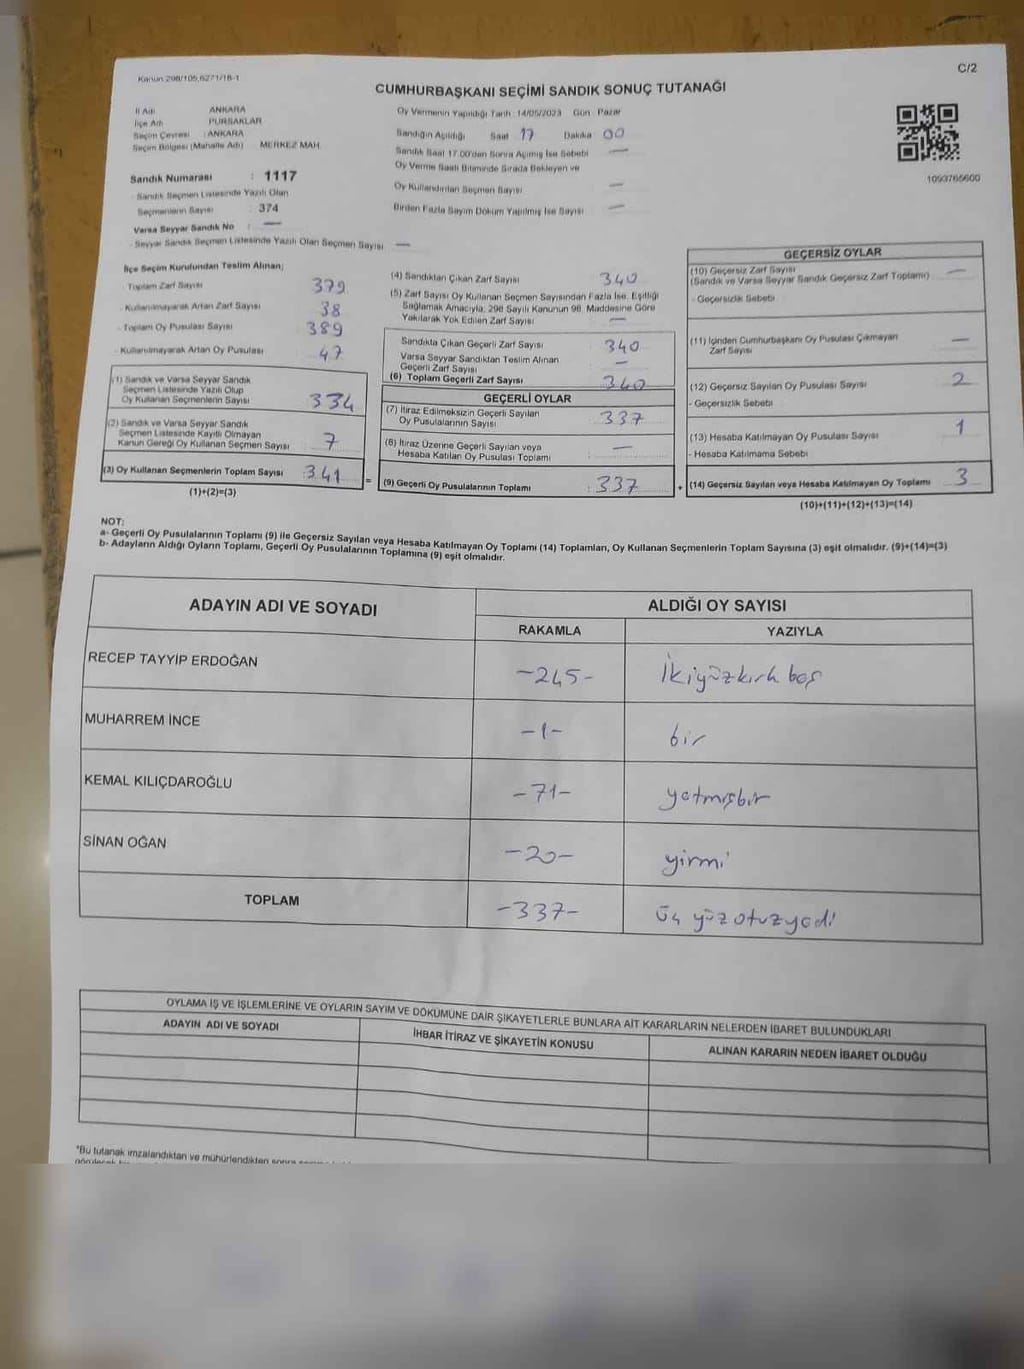 Kanun 298/105,6271/18-1
C/2
CUMHURBAŞKANI SEÇİMİ SANDIK SONUÇ TUTANAĞI
İl Adı ANKARA
İlçe Adı PURSAKLAR
Seçim Çevresi : ANKARA
Seçim Bölgesi (Mahalle Adı) MERKEZ MAH.
Sandık Numarası : 1117
- Sandık Seçmen Listesinde Yazılı Olan
Seçmenlerin Sayısı : 374
Varsa Seyyar Sandık No : —
- Seyyar Sandık Seçmen Listesinde Yazılı Olan Seçmen Sayısı —
Oy Vermenin Yapıldığı Tarih : 14/05/2023 Gün : Pazar
Sandığın Açıldığı Saat 17 Dakika 00
Sandık Saat 17.00'dan Sonra Açılmış İse Sebebi —
Oy Verme Saati Bitiminde Sırada Bekleyen ve
Oy Kullandırılan Seçmen Sayısı —
Birden Fazla Sayım Döküm Yapılmış İse Sayısı —
1093765600
İlçe Seçim Kurulundan Teslim Alınan;
- Toplam Zarf Sayısı 379
- Kullanılmayarak Artan Zarf Sayısı 38
- Toplam Oy Pusulası Sayısı 389
- Kullanılmayarak Artan Oy Pusulası 47
(1) Sandık ve Varsa Seyyar Sandık
Seçmen Listesinde Yazılı Olup
Oy Kullanan Seçmenlerin Sayısı 334
(2) Sandık ve Varsa Seyyar Sandık
Seçmen Listesinde Kayıtlı Olmayan
Kanun Gereği Oy Kullanan Seçmen Sayısı 7
(3) Oy Kullanan Seçmenlerin Toplam Sayısı : 341 =
(1)+(2)=(3)
(4) Sandıktan Çıkan Zarf Sayısı 340
(5) Zarf Sayısı Oy Kullanan Seçmen Sayısından Fazla İse, Eşitliği
Sağlamak Amacıyla, 298 Sayılı Kanunun 98. Maddesine Göre
Yakılarak Yok Edilen Zarf Sayısı —
Sandıkta Çıkan Geçerli Zarf Sayısı 340
Varsa Seyyar Sandıktan Teslim Alınan
Geçerli Zarf Sayısı —
(6) Toplam Geçerli Zarf Sayısı 340
GEÇERLİ OYLAR
(7) İtiraz Edilmeksizin Geçerli Sayılan
Oy Pusulalarının Sayısı : 337
(8) İtiraz Üzerine Geçerli Sayılan veya
Hesaba Katılan Oy Pusulası Toplamı : —
(9) Geçerli Oy Pusulalarının Toplamı : 337 +
GEÇERSİZ OYLAR
(10) Geçersiz Zarf Sayısı —
(Sandık ve Varsa Seyyar Sandık Geçersiz Zarf Toplamı)
- Geçersizlik Sebebi
(11) İçinden Cumhurbaşkanı Oy Pusulası Çıkmayan
Zarf Sayısı —
(12) Geçersiz Sayılan Oy Pusulası Sayısı 2
- Geçersizlik Sebebi
(13) Hesaba Katılmayan Oy Pusulası Sayısı 1
- Hesaba Katılmama Sebebi
(14) Geçersiz Sayılan veya Hesaba Katılmayan Oy Toplamı 3
(10)+(11)+(12)+(13)=(14)
NOT:
a- Geçerli Oy Pusulalarının Toplamı (9) ile Geçersiz Sayılan veya Hesaba Katılmayan Oy Toplamı (14) Toplamları, Oy Kullanan Seçmenlerin Toplam Sayısına (3) eşit olmalıdır. (9)+(14)=(3)
b- Adayların Aldığı Oyların Toplamı, Geçerli Oy Pusulalarının Toplamına (9) eşit olmalıdır.
ADAYIN ADI VE SOYADI ALDIĞI OY SAYISI
RAKAMLA YAZIYLA
RECEP TAYYİP ERDOĞAN -245- İkiyüzkırk beş
MUHARREM İNCE -1- bir
KEMAL KILIÇDAROĞLU -71- yetmişbir
SİNAN OĞAN -20- yirmi
TOPLAM -337- üç yüz otuzyedi
OYLAMA İŞ VE İŞLEMLERİNE VE OYLARIN SAYIM VE DÖKÜMÜNE DAİR ŞİKAYETLERLE BUNLARA AİT KARARLARIN NELERDEN İBARET BULUNDUKLARI
ADAYIN ADI VE SOYADI İHBAR İTİRAZ VE ŞİKAYETİN KONUSU ALINAN KARARIN NEDEN İBARET OLDUĞU
*Bu tutanak imzalandıktan ve mühürlendikten sonra